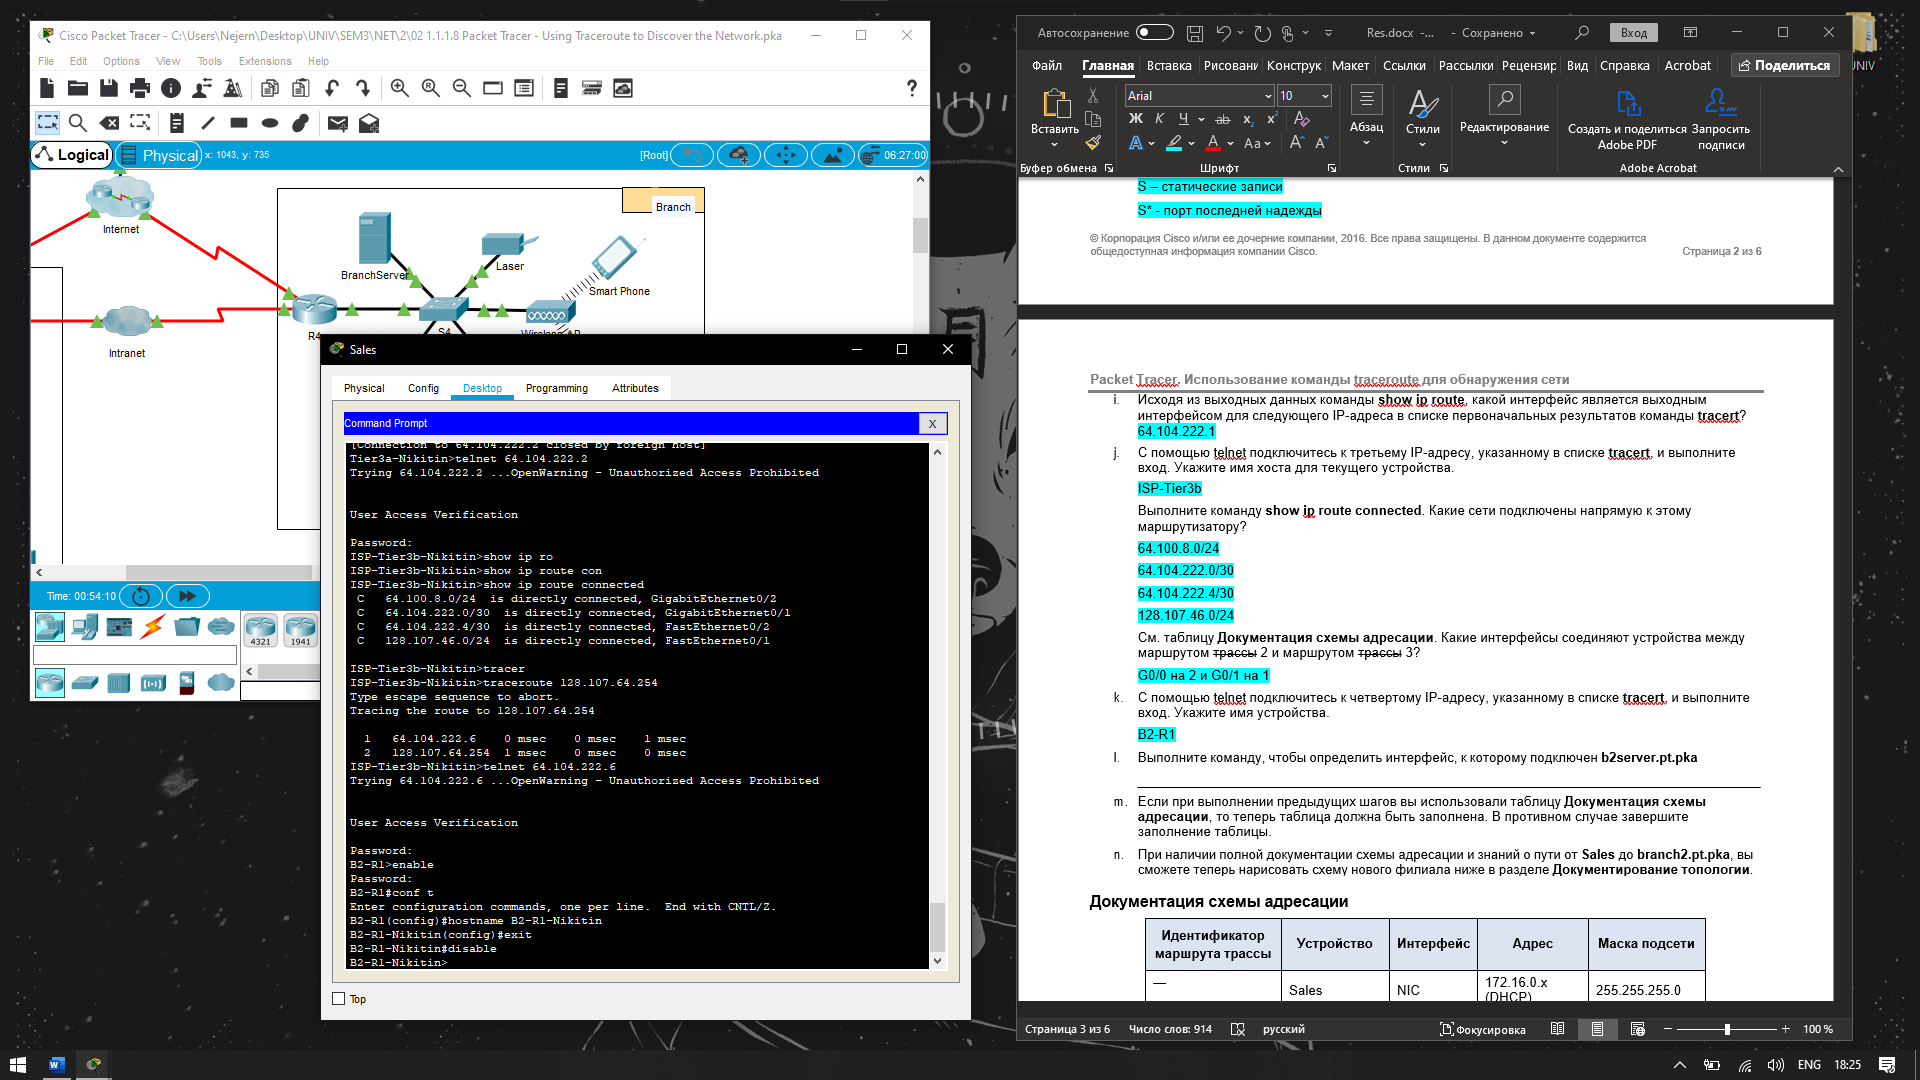 Cisco Packet Tracer - C:\Users\Nejern\Desktop\UNIV\SEM3\NET\2\02 1.1.1.8 Packet Tracer - Using Traceroute to Discover the Network.pka
File Edit Options View Tools Extensions Help
Logical
Physical
x: 1043, y: 735
[Root]
06:27:00
Internet
Intranet
Branch
BranchServer
Laser
Smart Phone
R4
S4
Time: 00:54:10
4321
1941
Sales
Physical Config Desktop Programming Attributes
Command Prompt
X
[Connection to 64.104.222.2 closed by foreign host]
Tier3a-Nikitin>telnet 64.104.222.2
Trying 64.104.222.2 ...OpenWarning - Unauthorized Access Prohibited
User Access Verification
Password:
ISP-Tier3b-Nikitin>show ip ro
ISP-Tier3b-Nikitin>show ip route con
ISP-Tier3b-Nikitin>show ip route connected
C 64.100.8.0/24 is directly connected, GigabitEthernet0/2
C 64.104.222.0/30 is directly connected, GigabitEthernet0/1
C 64.104.222.4/30 is directly connected, FastEthernet0/2
C 128.107.46.0/24 is directly connected, FastEthernet0/1
ISP-Tier3b-Nikitin>tracer
ISP-Tier3b-Nikitin>traceroute 128.107.64.254
Type escape sequence to abort.
Tracing the route to 128.107.64.254
1 64.104.222.6 0 msec 0 msec 1 msec
2 128.107.64.254 1 msec 0 msec 0 msec
ISP-Tier3b-Nikitin>telnet 64.104.222.6
Trying 64.104.222.6 ...OpenWarning - Unauthorized Access Prohibited
User Access Verification
Password:
B2-R1>enable
Password:
B2-R1#conf t
Enter configuration commands, one per line. End with CNTL/Z.
B2-R1(config)#hostname B2-R1-Nikitin
B2-R1-Nikitin(config)#exit
B2-R1-Nikitin#disable
B2-R1-Nikitin>
Top
Автосохранение
Res.docx -... - Сохранено
Вход
Файл Главная Вставка Рисовани Конструк Макет Ссылки Рассылки Рецензир Вид Справка Acrobat Поделиться
Вставить
Буфер обмена
Arial
10
Ж К Ч ab x₂ x²
Aa
Шрифт
Абзац
Стили
Стили
Редактирование
Создать и поделиться Adobe PDF
Запросить подписи
Adobe Acrobat
S – статические записи
S* - порт последней надежды
© Корпорация Cisco и/или ее дочерние компании, 2016. Все права защищены. В данном документе содержится
общедоступная информация компании Cisco.
Страница 2 из 6
Packet Tracer. Использование команды traceroute для обнаружения сети
i. Исходя из выходных данных команды show ip route, какой интерфейс является выходным
интерфейсом для следующего IP-адреса в списке первоначальных результатов команды tracert?
64.104.222.1
j. С помощью telnet подключитесь к третьему IP-адресу, указанному в списке tracert, и выполните
вход. Укажите имя хоста для текущего устройства.
ISP-Tier3b
Выполните команду show ip route connected. Какие сети подключены напрямую к этому
маршрутизатору?
64.100.8.0/24
64.104.222.0/30
64.104.222.4/30
128.107.46.0/24
См. таблицу Документация схемы адресации. Какие интерфейсы соединяют устройства между
маршрутом трассы 2 и маршрутом трассы 3?
G0/0 на 2 и G0/1 на 1
k. С помощью telnet подключитесь к четвертому IP-адресу, указанному в списке tracert, и выполните
вход. Укажите имя устройства.
B2-R1
l. Выполните команду, чтобы определить интерфейс, к которому подключен b2server.pt.pka
m. Если при выполнении предыдущих шагов вы использовали таблицу Документация схемы
адресации, то теперь таблица должна быть заполнена. В противном случае завершите
заполнение таблицы.
n. При наличии полной документации схемы адресации и знаний о пути от Sales до branch2.pt.pka, вы
сможете теперь нарисовать схему нового филиала ниже в разделе Документирование топологии.
Документация схемы адресации
Идентификатор маршрута трассы Устройство Интерфейс Адрес Маска подсети
— Sales NIC 172.16.0.x (DHCP) 255.255.255.0
Страница 3 из 6 Число слов: 914 русский Фокусировка 100 %
UNIV
ENG 18:25